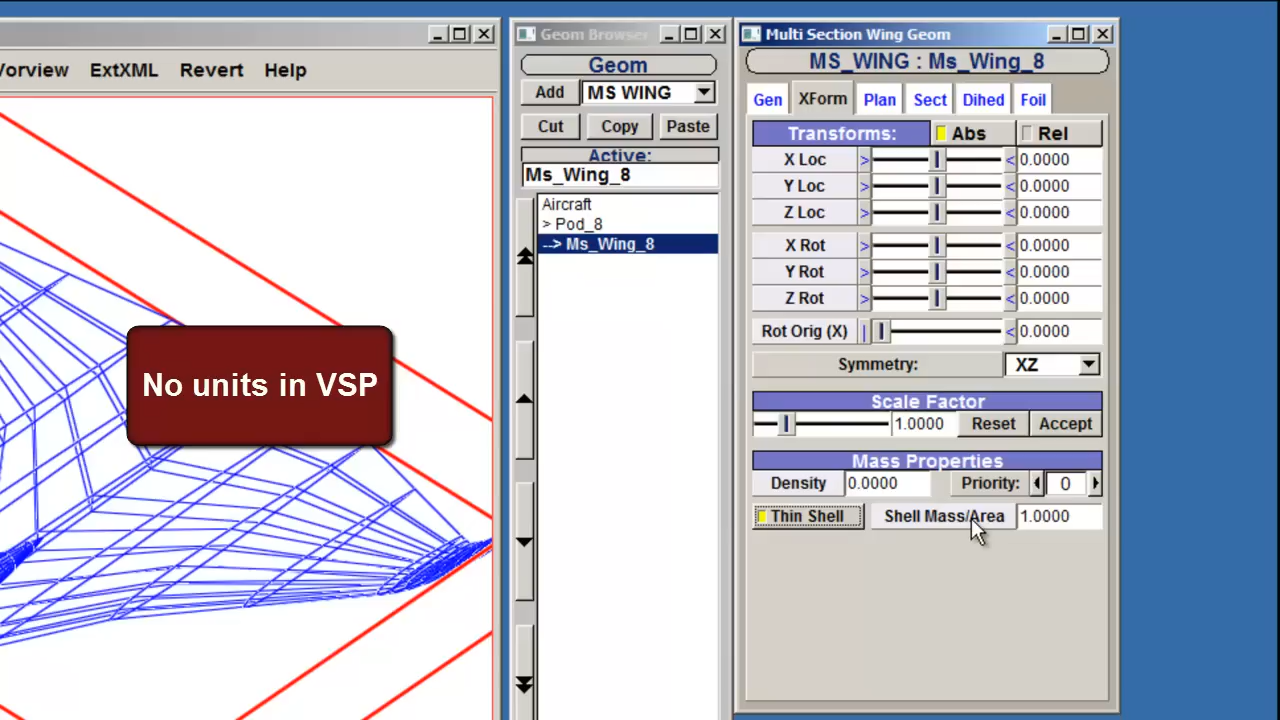 Vorview ExtXML Revert Help
No units in VSP
Geom Browser
Geom
Add MS WING
Cut Copy Paste
Active:
Ms_Wing_8
Aircraft
> Pod_8
--> Ms_Wing_8
Multi Section Wing Geom
MS_WING : Ms_Wing_8
Gen XForm Plan Sect Dihed Foil
Transforms: Abs Rel
X Loc > < 0.0000
Y Loc > < 0.0000
Z Loc > < 0.0000
X Rot > < 0.0000
Y Rot > < 0.0000
Z Rot > < 0.0000
Rot Orig (X) | < 0.0000
Symmetry: XZ
Scale Factor
1.0000 Reset Accept
Mass Properties
Density 0.0000 Priority: 0
Thin Shell Shell Mass/Area 1.0000